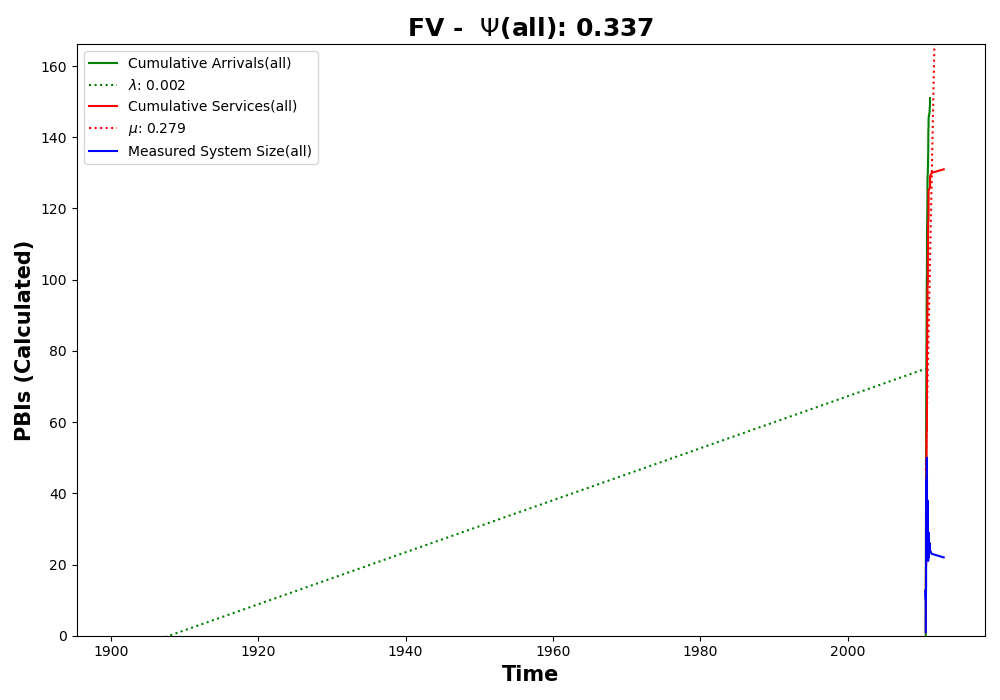 FV -  Ψ(all): 0.337
Cumulative Arrivals(all)
λ: 0.002
Cumulative Services(all)
μ: 0.279
Measured System Size(all)
PBIs (Calculated)
160
140
120
100
80
60
40
20
0
1900 1920 1940 1960 1980 2000
Time